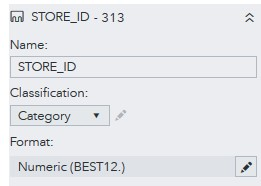 STORE_ID - 313
Name:
STORE_ID
Classification:
Category
Format:
Numeric (BEST12.)